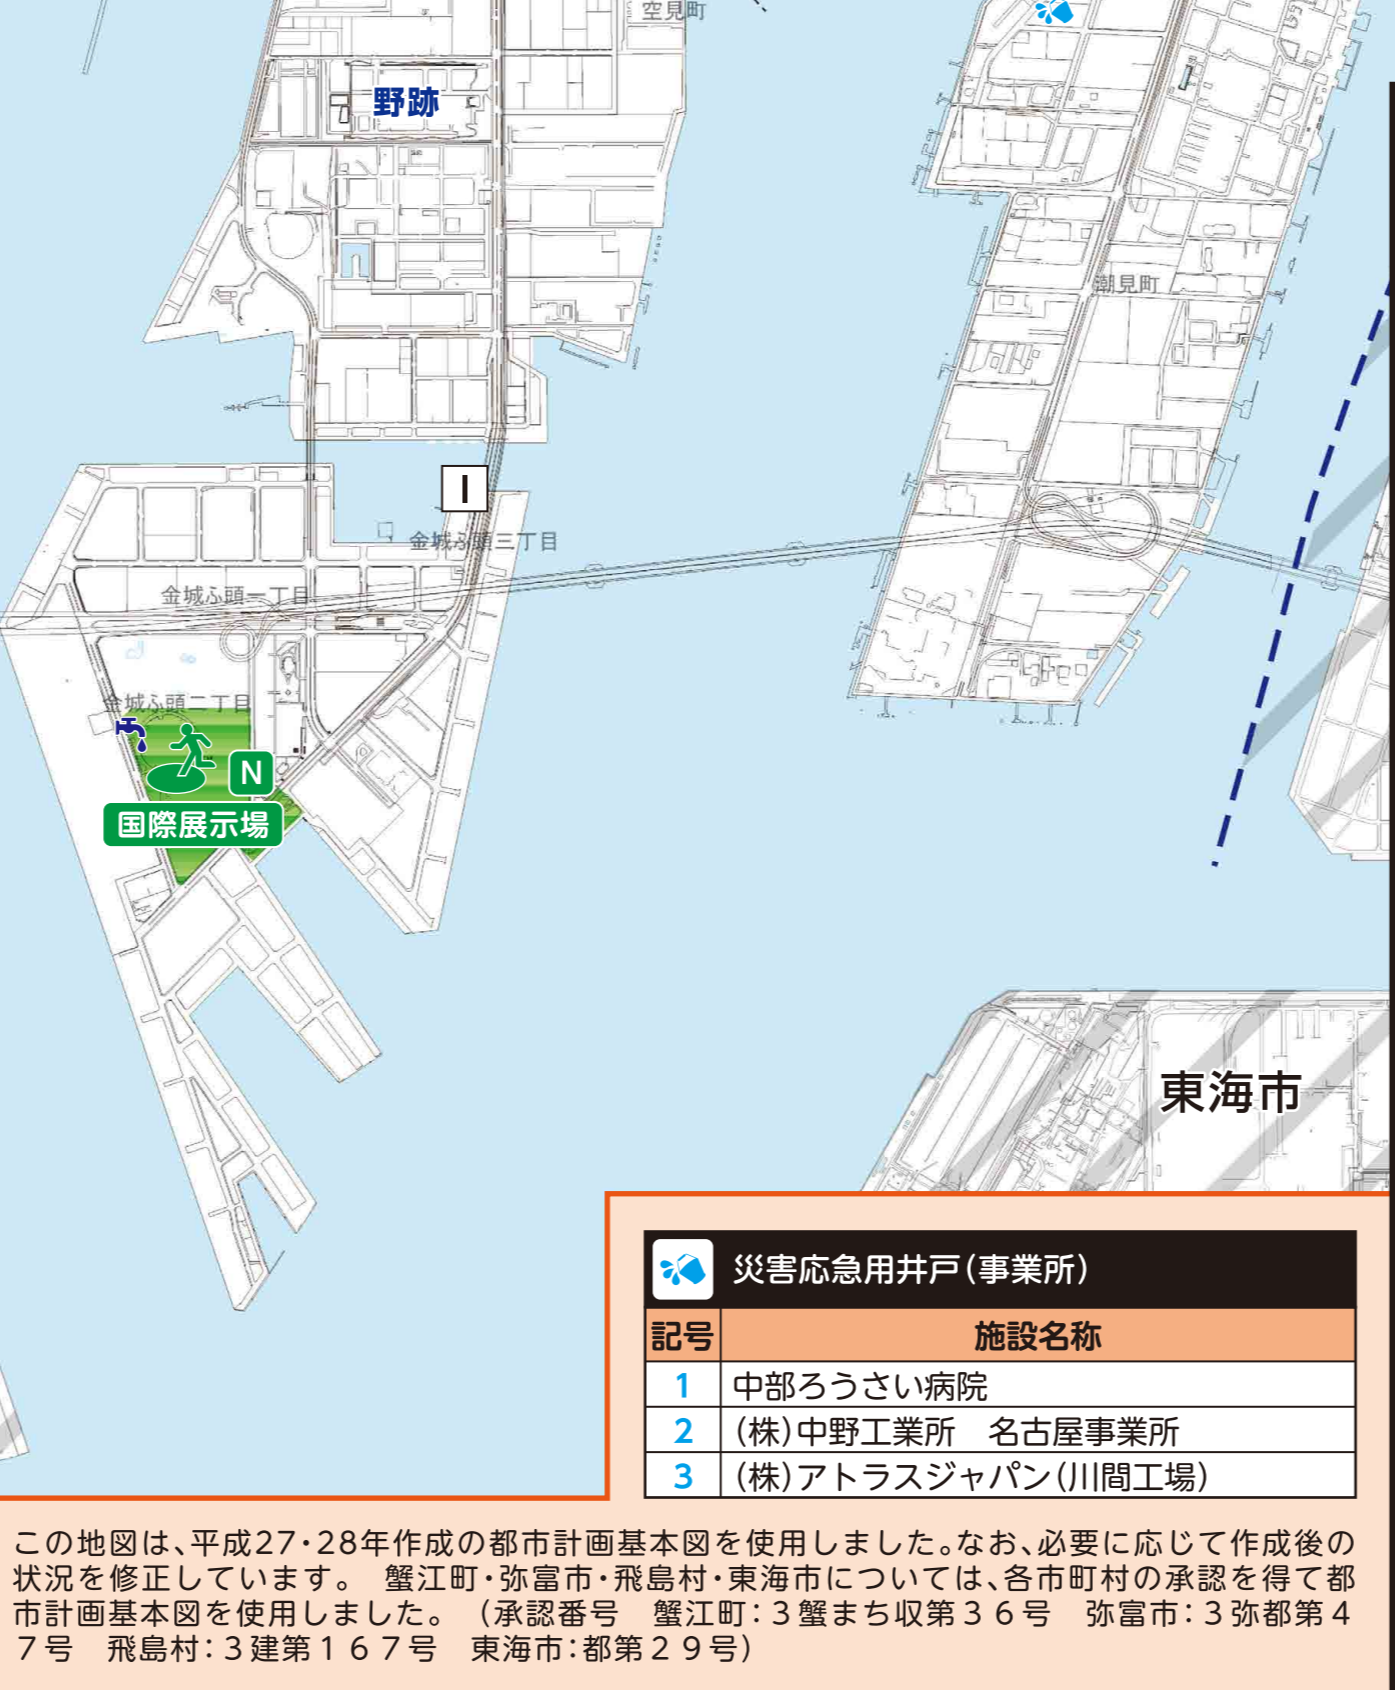 空見町
野跡
潮見町
I
金城ふ頭三丁目
金城ふ頭一丁目
金城ふ頭二丁目
N
国際展示場
東海市
災害応急用井戸(事業所)
記号 施設名称
1 中部ろうさい病院
2 (株)中野工業所　名古屋事業所
3 (株)アトラスジャパン(川間工場)
この地図は、平成27・28年作成の都市計画基本図を使用しました。なお、必要に応じて作成後の
状況を修正しています。　蟹江町・弥富市・飛島村・東海市については、各市町村の承認を得て都
市計画基本図を使用しました。　(承認番号　蟹江町：３蟹まち収第３６号　弥富市：３弥都第４
７号　飛島村：３建第１６７号　東海市：都第２９号)